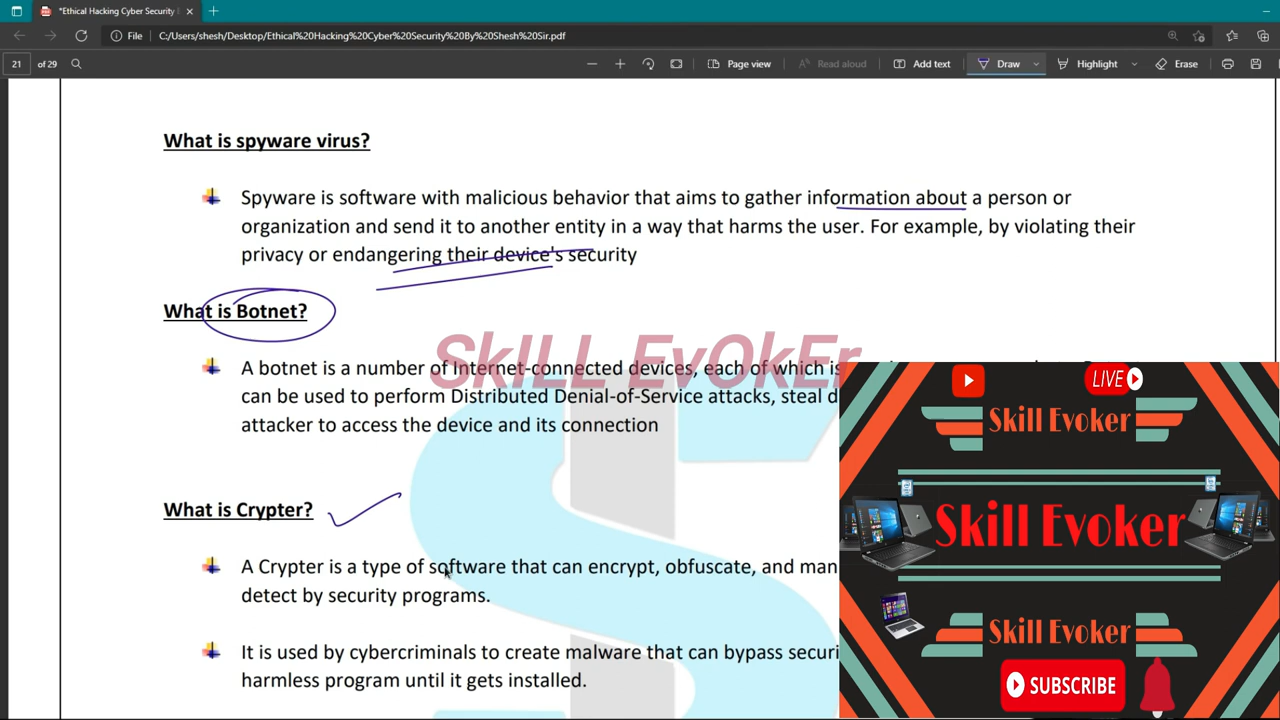 *Ethical Hacking Cyber Security
File C:/Users/shesh/Desktop/Ethical%20Hacking%20Cyber%20Security%20By%20Shesh%20Sir.pdf
21 of 29 Page view Read aloud Add text Draw Highlight Erase
What is spyware virus?
Spyware is software with malicious behavior that aims to gather information about a person or
organization and send it to another entity in a way that harms the user. For example, by violating their
privacy or endangering their device's security
What is Botnet?
SkILL EvOkEr
A botnet is a number of Internet-connected devices, each of which is
can be used to perform Distributed Denial-of-Service attacks, steal d
attacker to access the device and its connection
What is Crypter?
A Crypter is a type of software that can encrypt, obfuscate, and man
detect by security programs.
It is used by cybercriminals to create malware that can bypass securi
harmless program until it gets installed.
LIVE
Skill Evoker
Skill Evoker
Skill Evoker
SUBSCRIBE